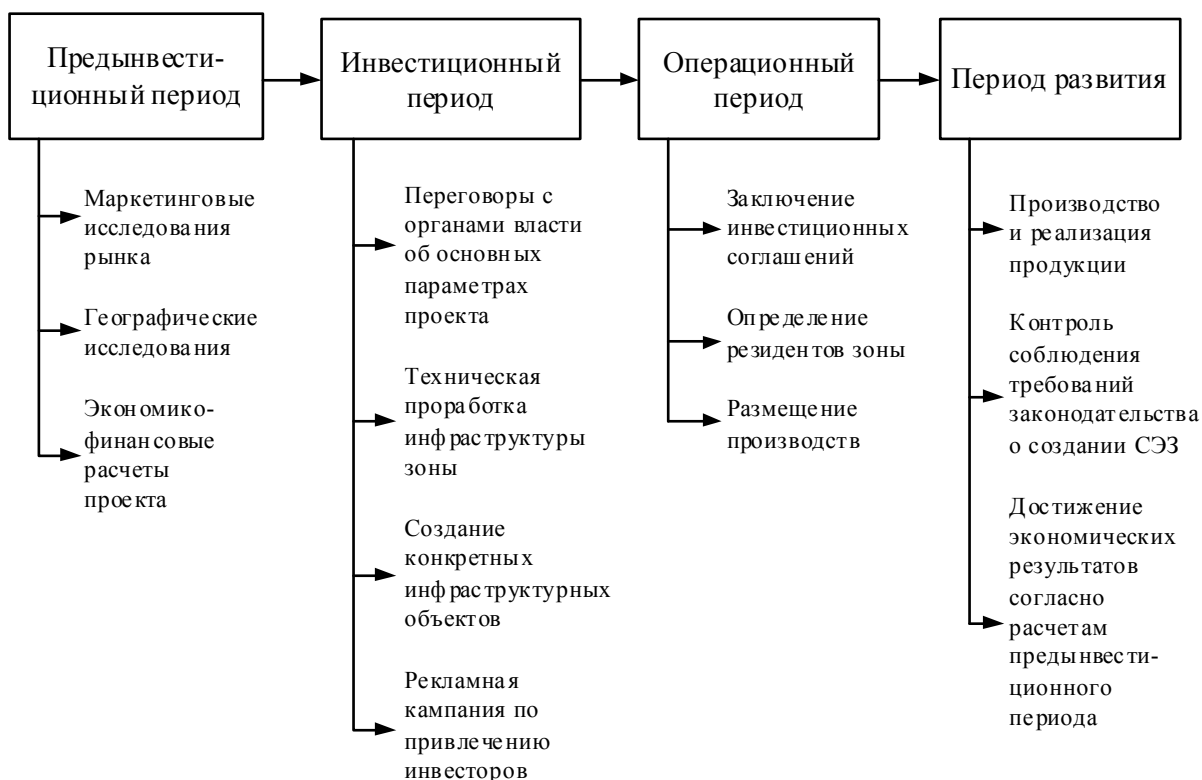 Предынвести-
ционный период
Маркетинговые
исследования
рынка
Географические
исследования
Экономико-
финансовые
расчеты
проекта
Инвестиционный
период
Переговоры с
органами власти
об основных
параметрах
проекта
Техническая
проработка
инфраструктуры
зоны
Создание
конкретных
инфраструктурных
объектов
Рекламная
кампания по
привлечению
инвесторов
Операционный
период
Заключение
инвестиционных
соглашений
Определение
резидентов зоны
Размещение
производств
Период развития
Производство
и реализация
продукции
Контроль
соблюдения
требований
законодательства
о создании СЭЗ
Достижение
экономических
результатов
согласно
расчетам
предынвести-
ционного
периода